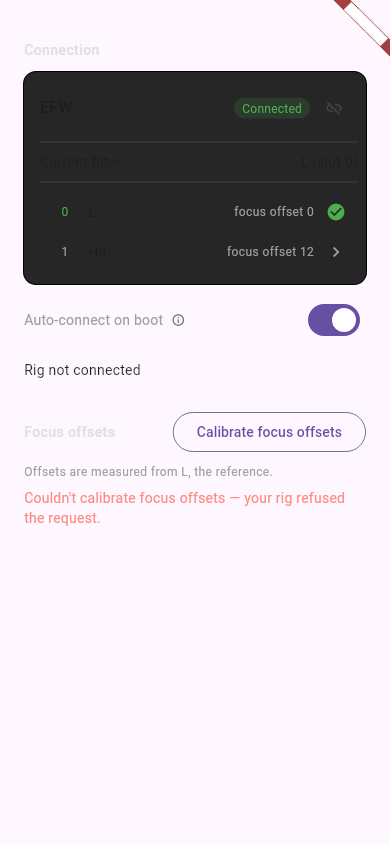 Connection
EFW
Connected
Current filter
L (slot 0)
0 L focus offset 0
1 Ha focus offset 12
Auto-connect on boot
Rig not connected
Focus offsets
Calibrate focus offsets
Offsets are measured from L, the reference.
Couldn't calibrate focus offsets — your rig refused
the request.